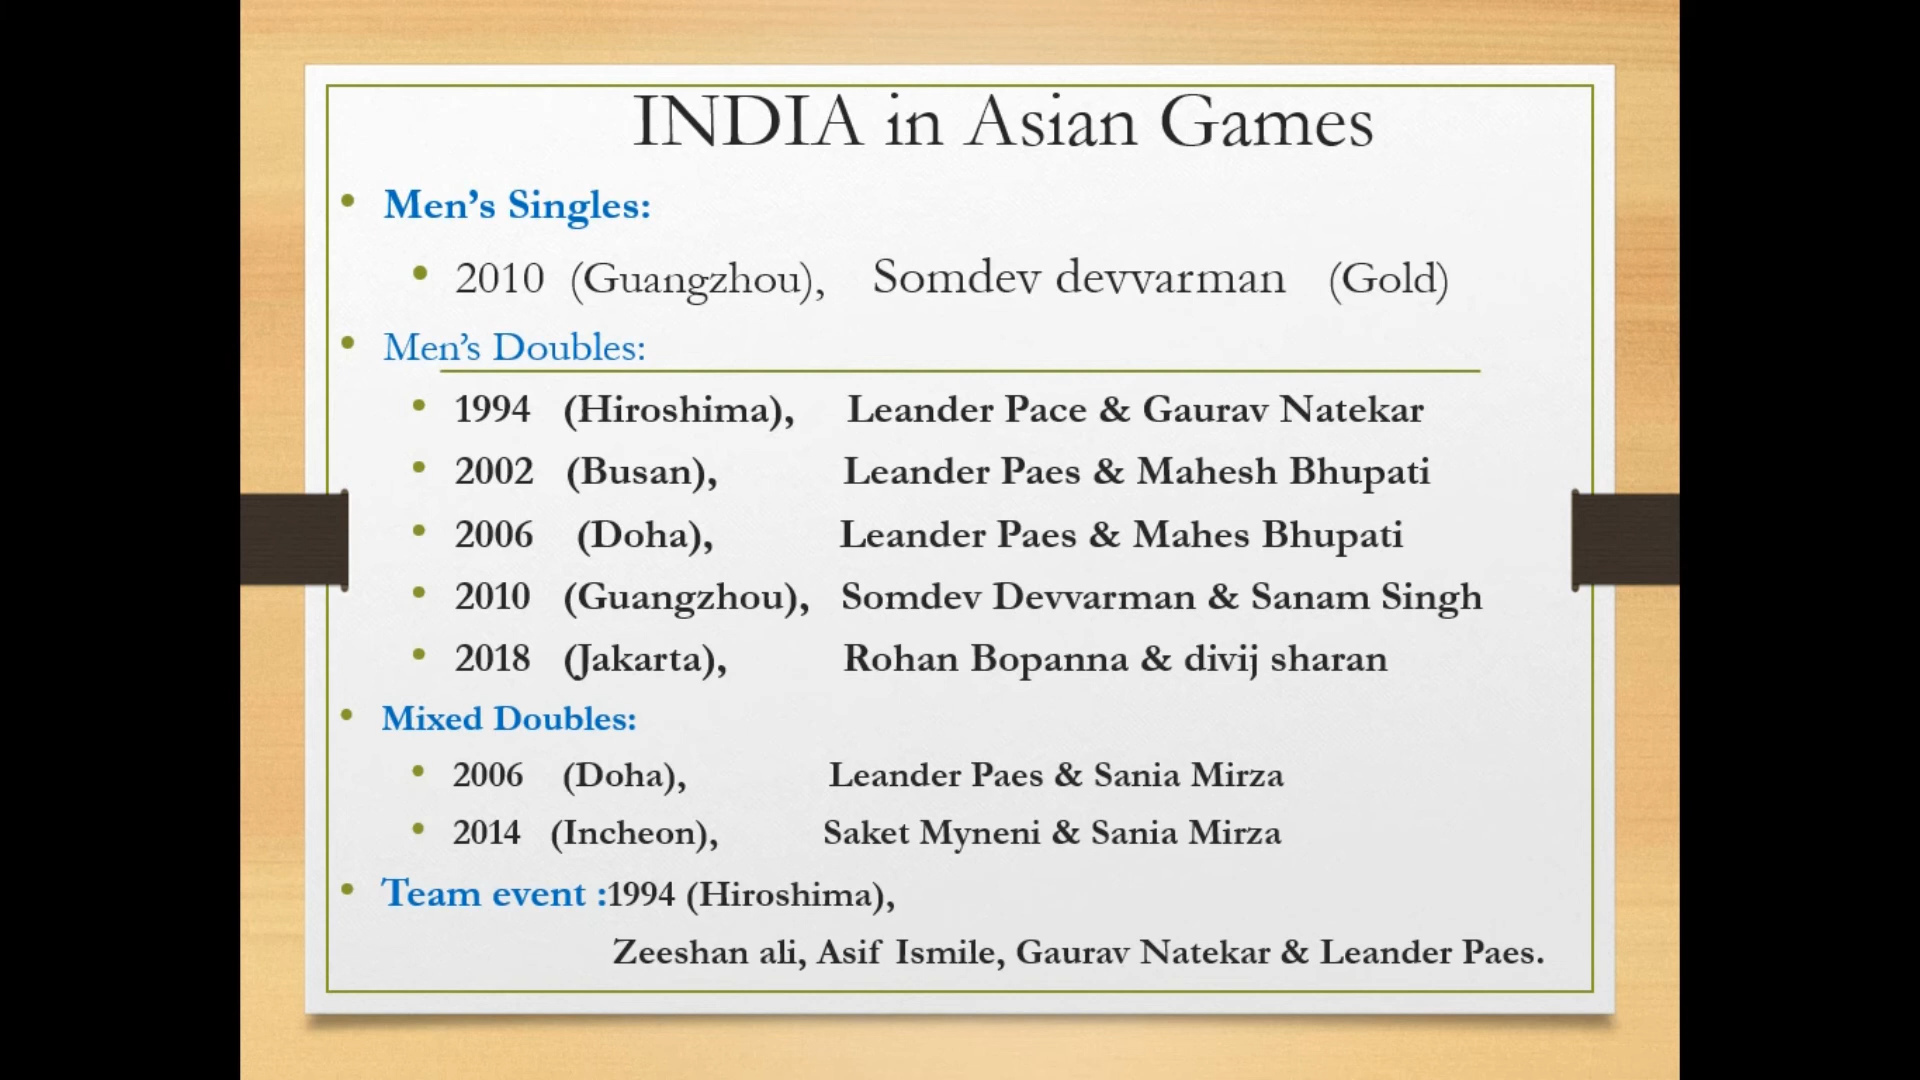 INDIA in Asian Games
• Men’s Singles:
• 2010 (Guangzhou), Somdev devvarman (Gold)
• Men’s Doubles:
• 1994 (Hiroshima), Leander Pace & Gaurav Natekar
• 2002 (Busan), Leander Paes & Mahesh Bhupati
• 2006 (Doha), Leander Paes & Mahes Bhupati
• 2010 (Guangzhou), Somdev Devvarman & Sanam Singh
• 2018 (Jakarta), Rohan Bopanna & divij sharan
• Mixed Doubles:
• 2006 (Doha), Leander Paes & Sania Mirza
• 2014 (Incheon), Saket Myneni & Sania Mirza
• Team event :1994 (Hiroshima),
Zeeshan ali, Asif Ismile, Gaurav Natekar & Leander Paes.